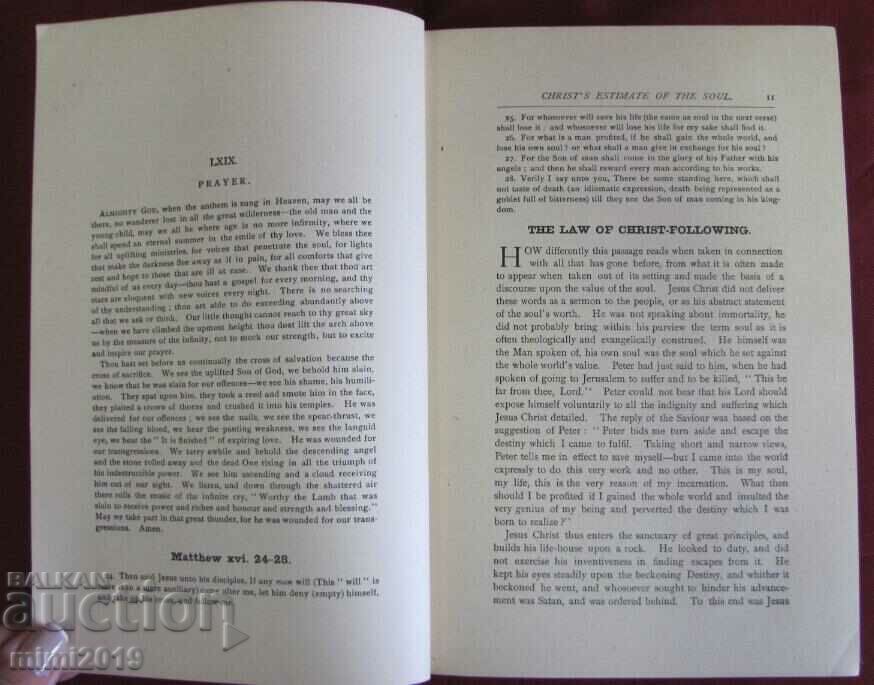 LXIX.
PRAYER.
ALMIGHTY GOD, when the anthem is sung in Heaven, may we all be
there, no wanderer lost in all the great wilderness—the old man and the
young child, may we all be where age is no more infirmity, where we
shall spend an eternal summer in the smile of thy love. We bless thee
for all uplifting ministries, for voices that penetrate the soul, for lights
that make the darkness flee away as if in pain, for all comforts that give
rest and hope to those that are ill at ease. We thank thee that thou art
mindful of us every day—thou hast a gospel for every morning, and thy
stars are eloquent with new voices every night. There is no searching
of thy understanding; thou art able to do exceeding abundantly above
all that we ask or think. Our little thought cannot reach to thy great sky
—when we have climbed the upmost height thou dost lift the arch above
us by the measure of the infinity, not to mock our strength, but to excite
and inspire our prayer.
Thou hast set before us continually the cross of salvation because the
cross of sacrifice. We see the uplifted Son of God, we behold him slain,
we know that he was slain for our offences—we see his shame, his humilia-
tion. They spat upon him, they took a reed and smote him in the face,
they plaited a crown of thorns and crushed it into his temples. He was
delivered for our offences; we see the nails, we see the spear-thrust, we
see the falling blood, we hear the panting weakness, we see the languid
eye, we hear the "It is finished" of expiring love. He was wounded for
our transgressions. We tarry awhile and behold the descending angel
and the stone rolled away and the dead One rising in all the triumph of
his indestructible power. We see him ascending and a cloud receiving
him out of our sight. We listen, and down through the shattered air
there rolls the music of the infinite cry, "Worthy the Lamb that was
slain to receive power and riches and honour and strength and blessing."
May we take part in that great thunder, for he was wounded for our trans-
gressions. Amen.
Matthew xvi. 24-28.
24. Then said Jesus unto his disciples, If any man will (This "will" is
more than a mere auxiliary) come after me, let him deny (empty) himself,
and take up his cross, and follow me.
CHRIST'S ESTIMATE OF THE SOUL. 11
25. For whosoever will save his life (the same as soul in the next verse)
shall lose it; and whosoever will lose his life for my sake shall find it.
26. For what is a man profited, if he shall gain the whole world, and
lose his own soul? or what shall a man give in exchange for his soul?
27. For the Son of man shall come in the glory of his Father with his
angels; and then he shall reward every man according to his works.
28. Verily I say unto you, There be some standing here, which shall
not taste of death (an idiomatic expression, death being represented as a
goblet full of bitterness) till they see the Son of man coming in his king-
dom.
THE LAW OF CHRIST-FOLLOWING.
HOW differently this passage reads when taken in connection
with all that has gone before, from what it is often made
to appear when taken out of its setting and made the basis of a
discourse upon the value of the soul. Jesus Christ did not deliver
these words as a sermon to the people, or as his abstract statement
of the soul's worth. He was not speaking about immortality, he
did not probably bring within his purview the term soul as it is
often theologically and evangelically construed. He himself was
the Man spoken of, his own soul was the soul which he set against
the whole world's value. Peter had just said to him, when he had
spoken of going to Jerusalem to suffer and to be killed, "This be
far from thee, Lord." Peter could not bear that his Lord should
expose himself voluntarily to all the indignity and suffering which
Jesus Christ detailed. The reply of the Saviour was based on the
suggestion of Peter: "Peter bids me turn aside and escape the
destiny which I came to fulfil. Taking short and narrow views,
Peter tells me in effect to save myself—but I came into the world
expressly to do this very work and no other. This is my soul,
my life, this is the very reason of my incarnation. What then
should I be profited if I gained the whole world and insulted the
very genius of my being and perverted the destiny which I was
born to realize?"
Jesus Christ thus enters the sanctuary of great principles, and
builds his life-house upon a rock. He looked to duty, and did
not exercise his inventiveness in finding escapes from it. He
kept his eyes steadily upon the beckoning Destiny, and whither it
beckoned he went, and whosoever sought to hinder his advance-
ment was Satan, and was ordered behind. To this end was Jesus
BALKAN
auction
mimi2019